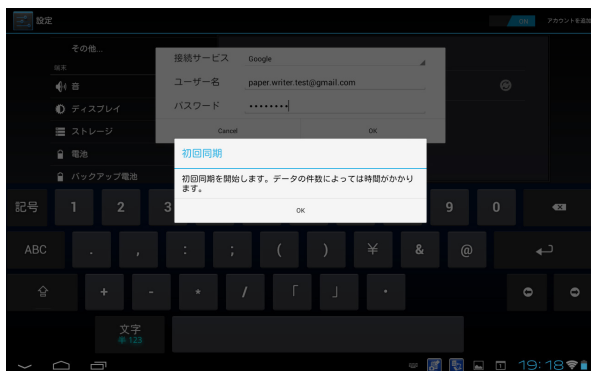 設定
ON
アカウントを追加
その他...
端末
音
ディスプレイ
ストレージ
電池
バックアップ電池
接続サービス Google
ユーザー名 paper.writer.test@gmail.com
パスワード ••••••••
Cancel OK
初回同期
初回同期を開始します。データの件数によっては時間がかかり
ます。
OK
記号 1 2 3 9 0
ABC . , : ; ( ) ¥ & @
+ - * / 「 」 ・
文字
半 123
19:18